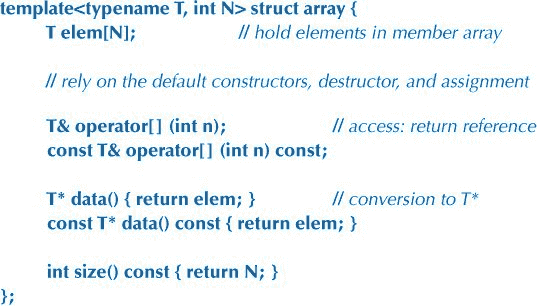 template<typename T, int N> struct array {
T elem[N]; // hold elements in member array
// rely on the default constructors, destructor, and assignment
T& operator[] (int n); // access: return reference
const T& operator[] (int n) const;
T* data() { return elem; } // conversion to T*
const T* data() const { return elem; }
int size() const { return N; }
};